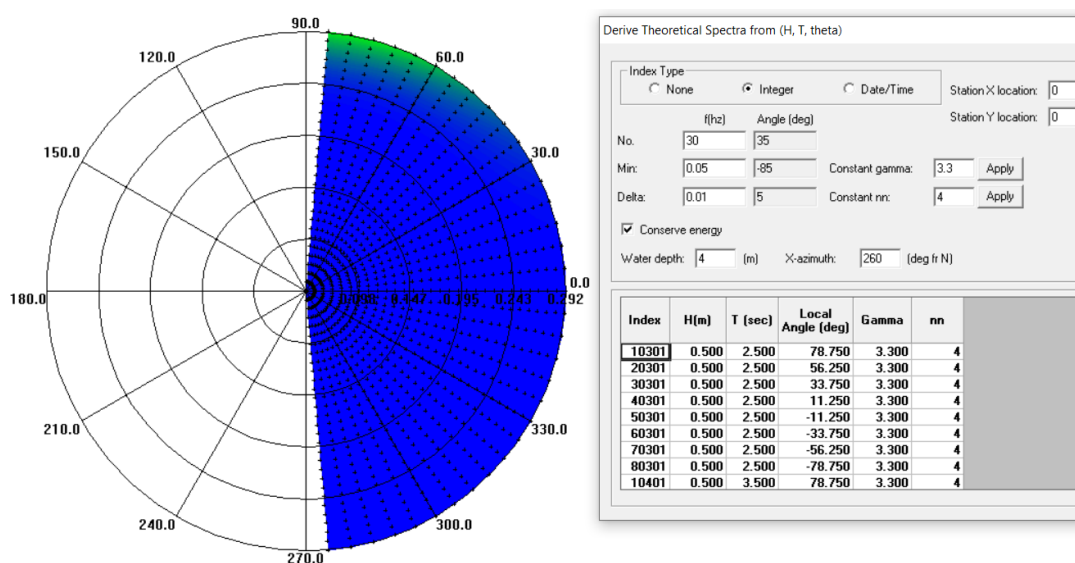 90.0
120.0
60.0
150.0
30.0
180.0
0.098 0.147 0.195 0.243 0.292
0.0
210.0
330.0
240.0
300.0
270.0
Derive Theoretical Spectra from (H, T, theta)
Index Type
None Integer Date/Time
Station X location: 0
Station Y location: 0
f(hz) Angle (deg)
No. 30 35
Min: 0.05 -85 Constant gamma: 3.3 Apply
Delta: 0.01 5 Constant nn: 4 Apply
Conserve energy
Water depth: 4 (m) X-azimuth: 260 (deg fr N)
Index H(m) T (sec) Local Angle (deg) Gamma nn
10301 0.500 2.500 78.750 3.300 4
20301 0.500 2.500 56.250 3.300 4
30301 0.500 2.500 33.750 3.300 4
40301 0.500 2.500 11.250 3.300 4
50301 0.500 2.500 -11.250 3.300 4
60301 0.500 2.500 -33.750 3.300 4
70301 0.500 2.500 -56.250 3.300 4
80301 0.500 2.500 -78.750 3.300 4
10401 0.500 3.500 78.750 3.300 4